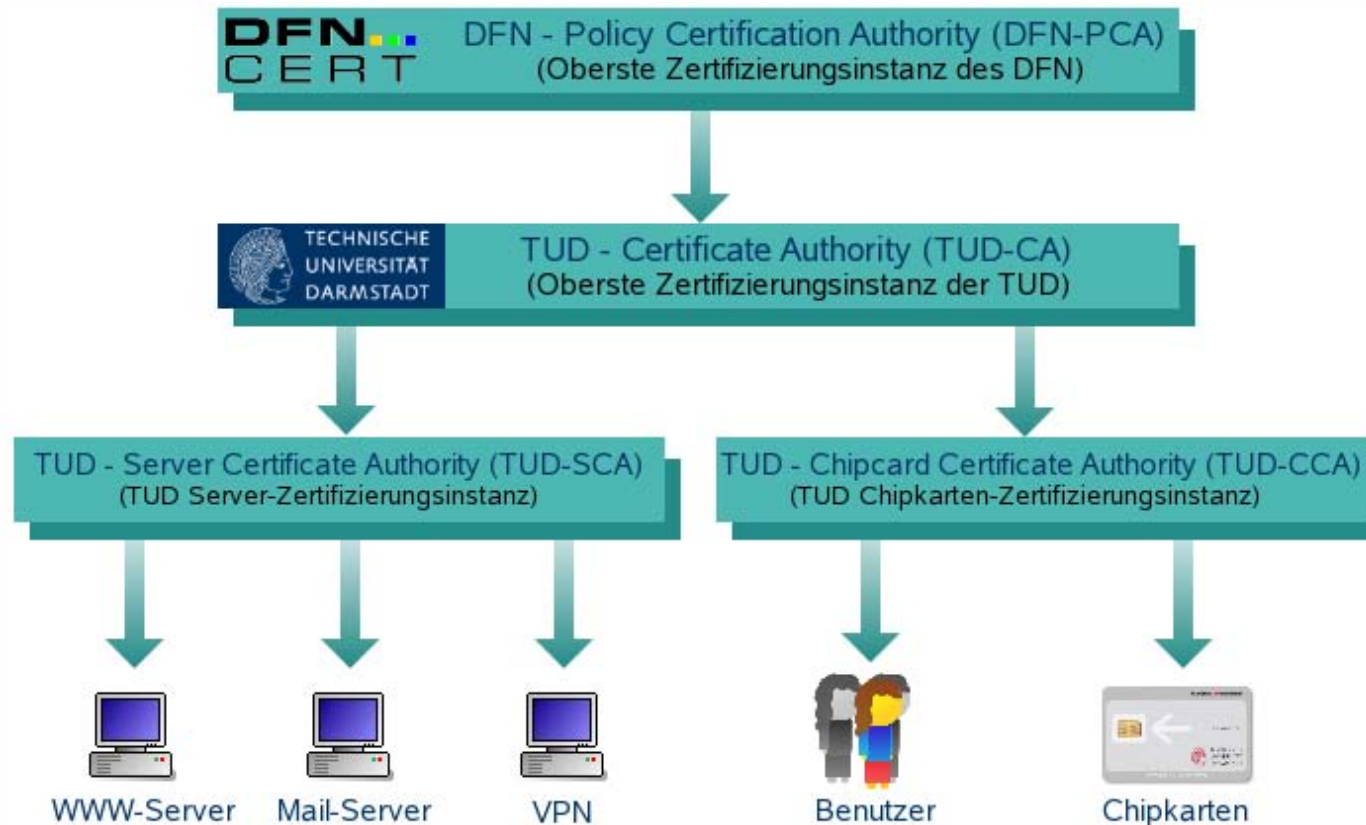 DFN
CERT
DFN - Policy Certification Authority (DFN-PCA)
(Oberste Zertifizierungsinstanz des DFN)
TECHNISCHE
UNIVERSITÄT
DARMSTADT
TUD - Certificate Authority (TUD-CA)
(Oberste Zertifizierungsinstanz der TUD)
TUD - Server Certificate Authority (TUD-SCA)
(TUD Server-Zertifizierungsinstanz)
TUD - Chipcard Certificate Authority (TUD-CCA)
(TUD Chipkarten-Zertifizierungsinstanz)
WWW-Server
Mail-Server
VPN
Benutzer
Chipkarten